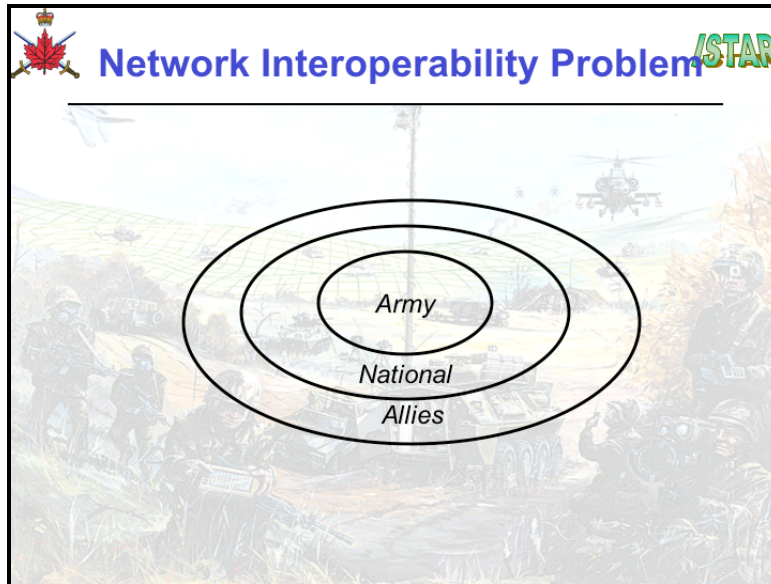 Network Interoperability Problem
ISTAR
Army
National
Allies